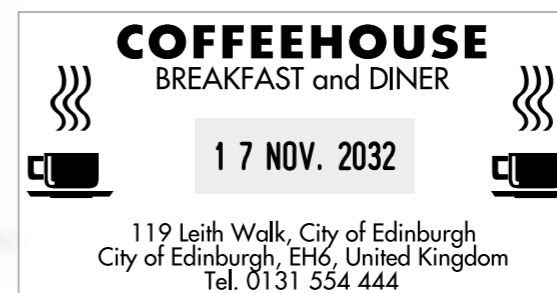 COFFEEHOUSE
BREAKFAST and DINER
1 7 NOV. 2032
119 Leith Walk, City of Edinburgh
City of Edinburgh, EH6, United Kingdom
Tel. 0131 554 444